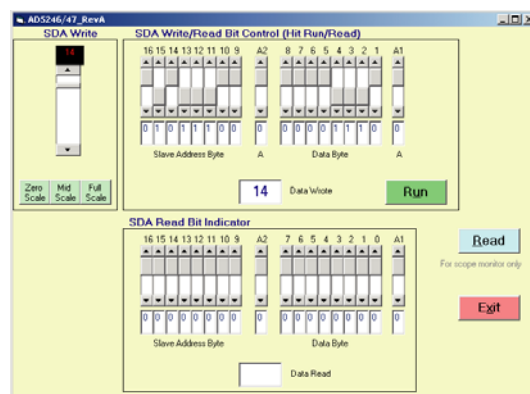 AD5246/47_RevA
SDA Write
SDA Write/Read Bit Control (Hit Run/Read)
14
16 15 14 13 12 11 10 9 A2 8 7 6 5 4 3 2 1 A1
0 1 0 1 1 1 0 0 0 0 0 0 1 1 1 0
Slave Address Byte A Data Byte A
Zero Scale
Mid Scale
Full Scale
14 Data Wrote
Run
SDA Read Bit Indicator
16 15 14 13 12 11 10 9 A2 7 6 5 4 3 2 1 0 A1
0 0 0 0 0 0 0 0 0 0 0 0 0 0 0 0 0 0
Slave Address Byte Data Byte
Data Read
Read
For scope monitor only
Exit